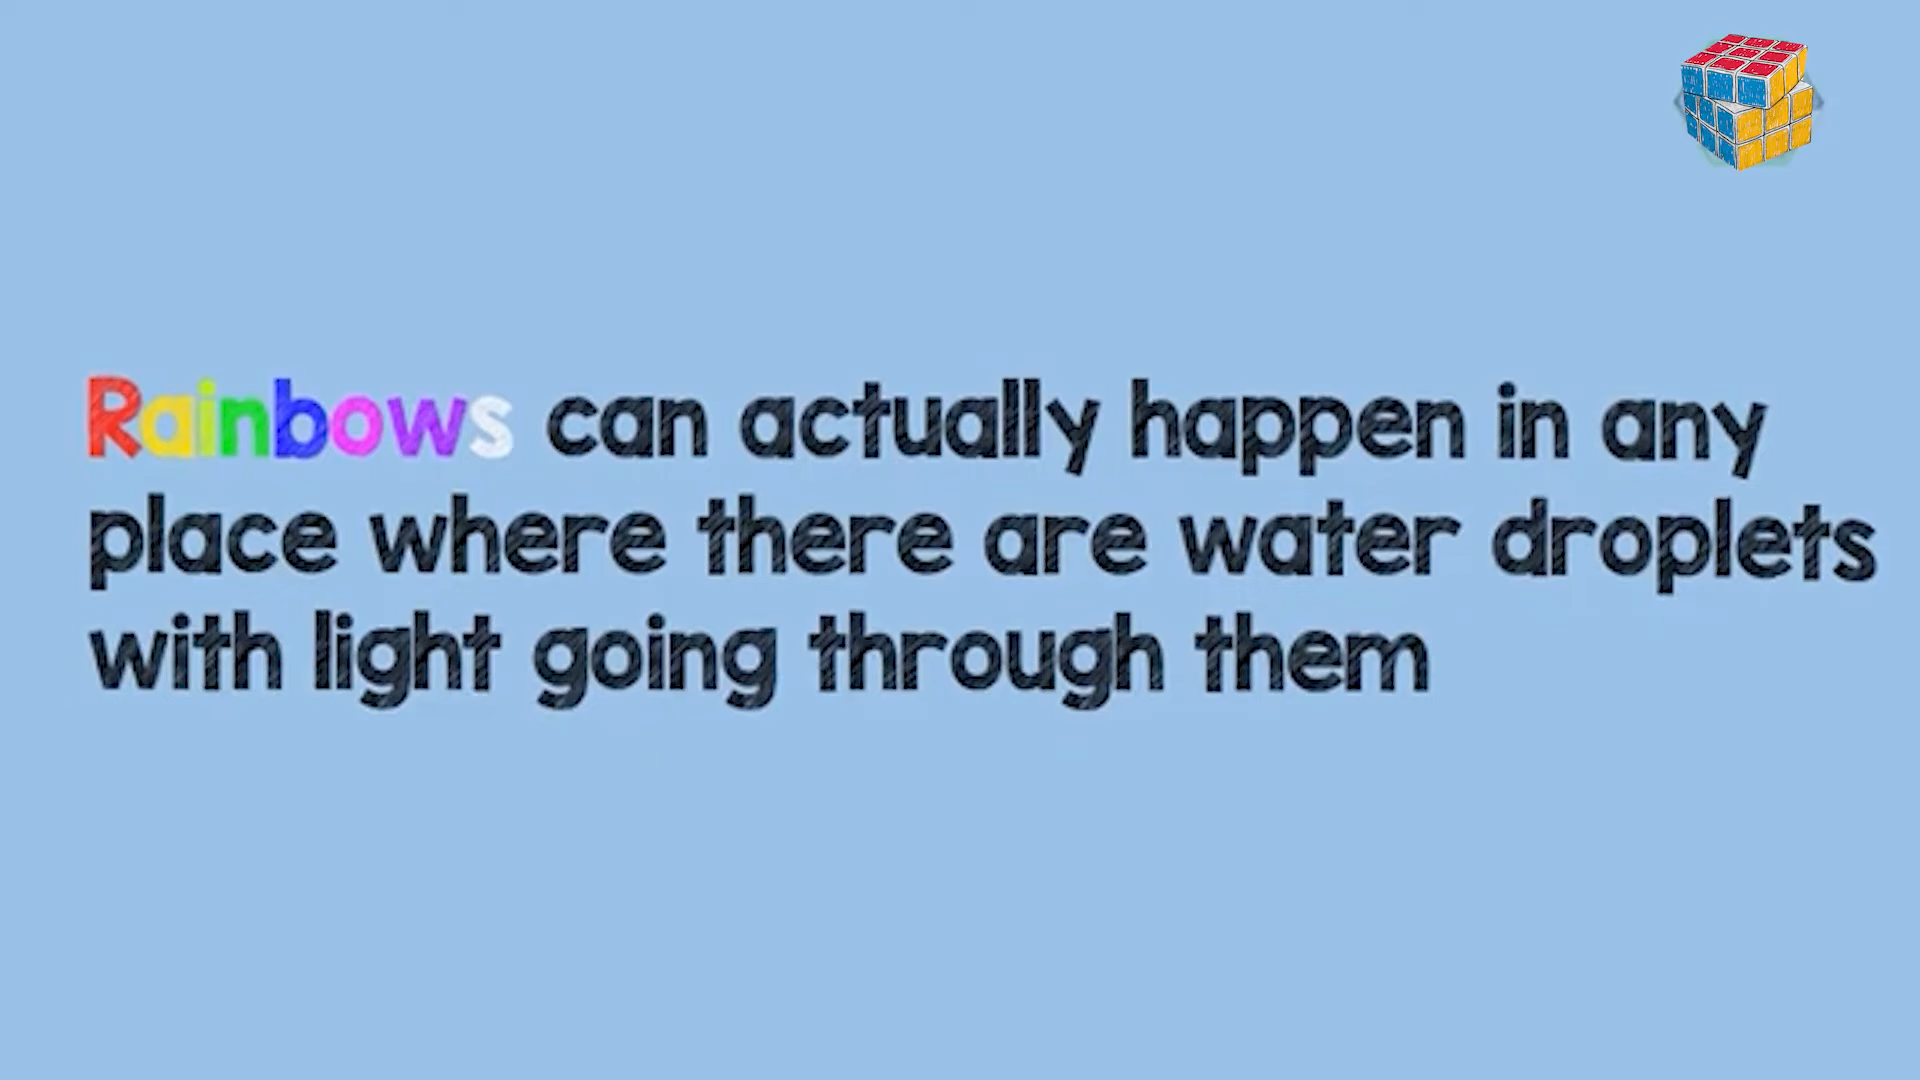 Rainbows can actually happen in any
place where there are water droplets
with light going through them